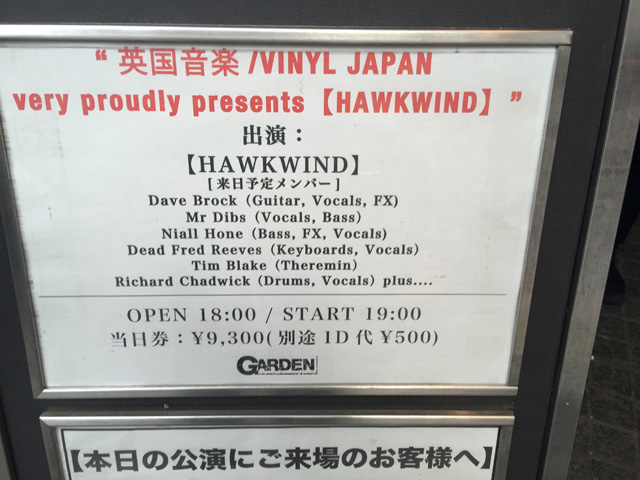 “ 英国音楽 /VINYL JAPAN
very proudly presents 【HAWKWIND】 ”
出演：
【HAWKWIND】
[ 来日予定メンバー ]
Dave Brock (Guitar, Vocals, FX)
Mr Dibs (Vocals, Bass)
Niall Hone (Bass, FX, Vocals)
Dead Fred Reeves (Keyboards, Vocals)
Tim Blake (Theremin)
Richard Chadwick (Drums, Vocals) plus....
OPEN 18:00 / START 19:00
当日券：¥9,300( 別途 1D 代 ¥500)
GARDEN
【本日の公演にご来場のお客様へ】